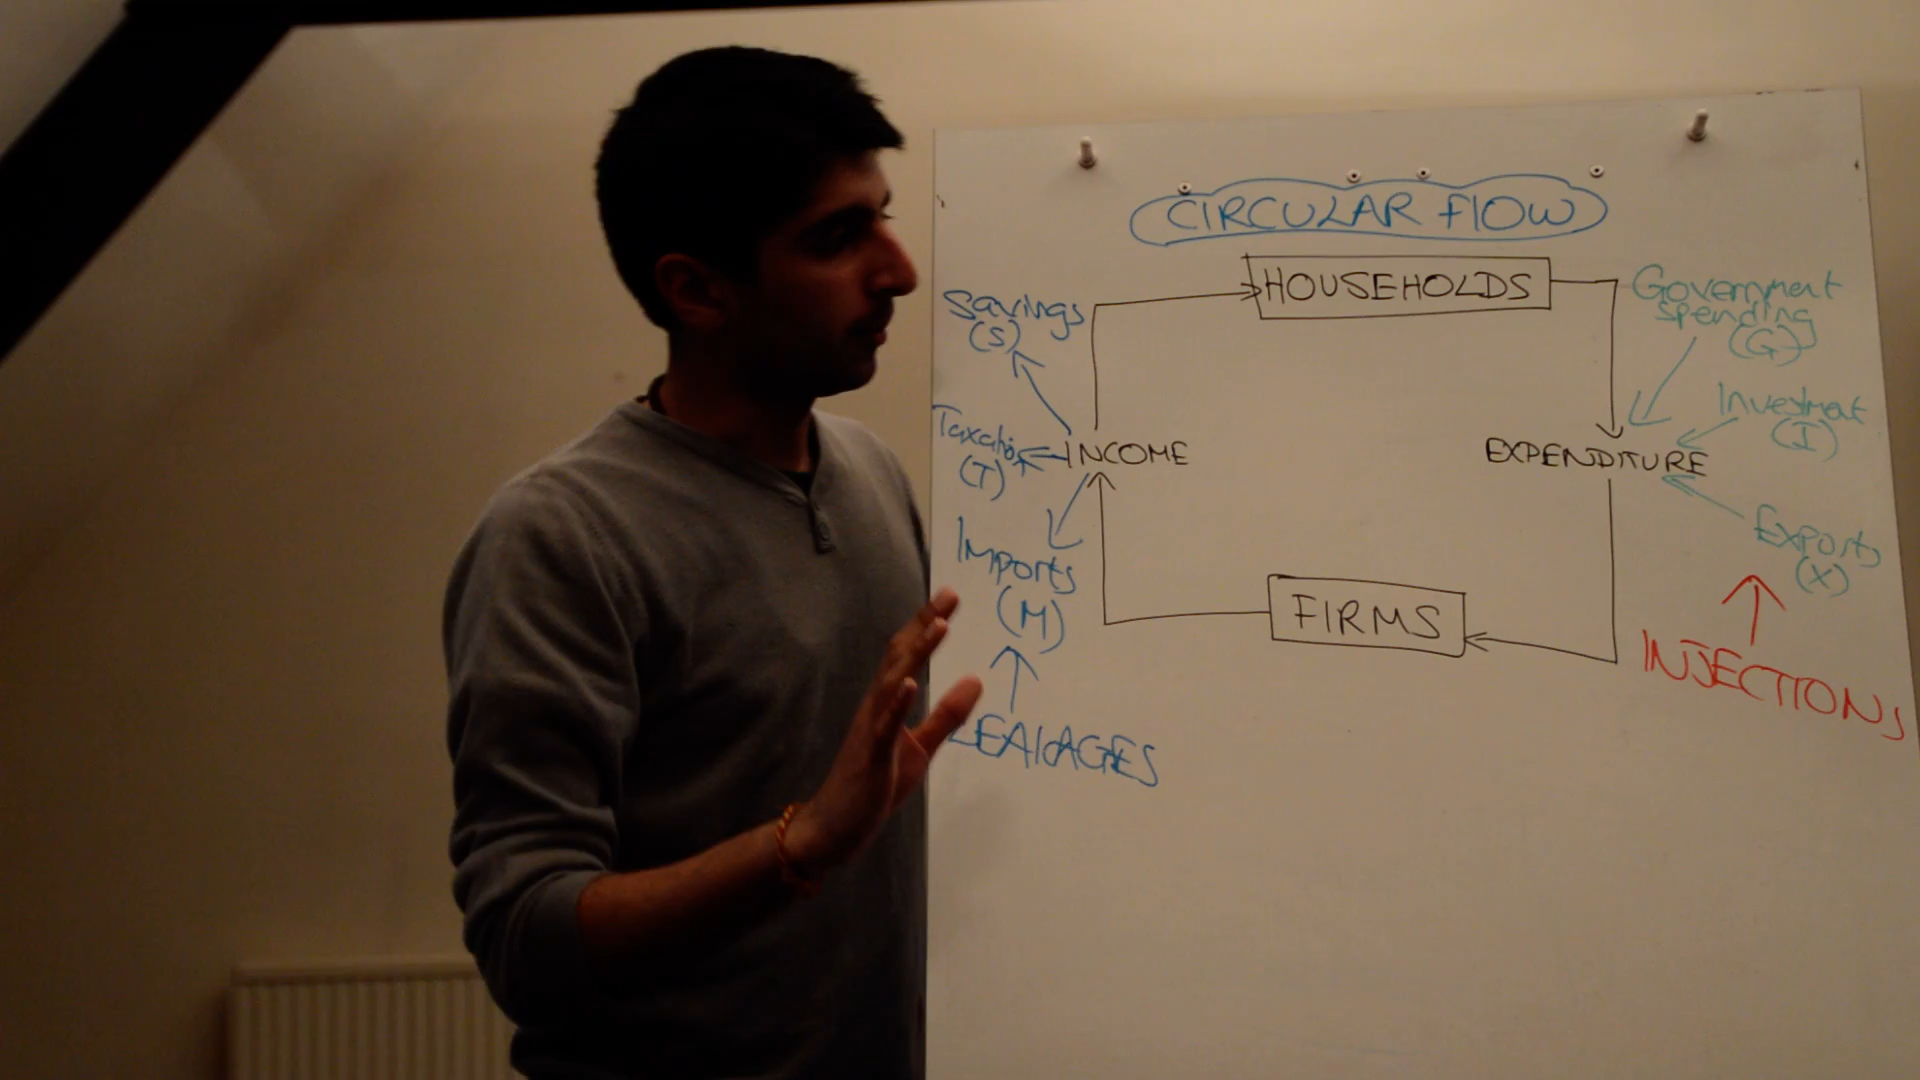 CIRCULAR FLOW
HOUSEHOLDS
Savings
(S)
Taxation
(T)
INCOME
Imports
(M)
LEAKAGES
Government
spending
(G)
Investment
(I)
EXPENDITURE
Exports
(X)
FIRMS
INJECTIONS